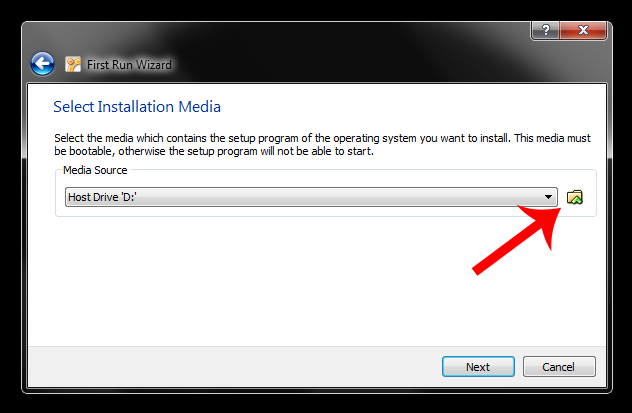 ?
First Run Wizard
Select Installation Media
Select the media which contains the setup program of the operating system you want to install. This media must
be bootable, otherwise the setup program will not be able to start.
Media Source
Host Drive 'D:'
Next
Cancel